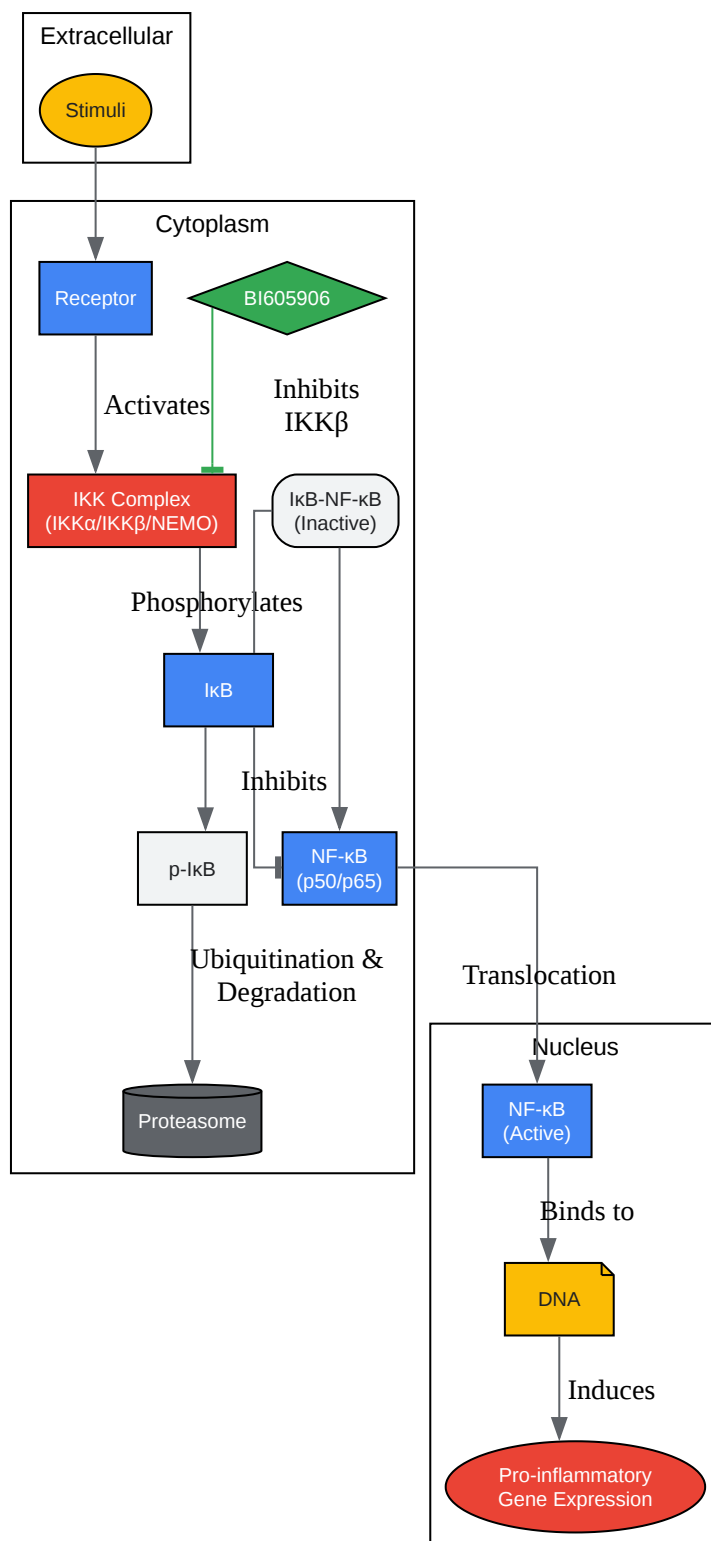 Extracellular
Stimuli
Cytoplasm
Receptor
BI605906
Activates
Inhibits
IKKβ
IKK Complex
(IKKα/IKKβ/NEMO)
IκB-NF-κB
(Inactive)
Phosphorylates
IκB
Inhibits
p-IκB
NF-κB
(p50/p65)
Ubiquitination &
Degradation
Translocation
Nucleus
Proteasome
NF-κB
(Active)
Binds to
DNA
Induces
Pro-inflammatory
Gene Expression